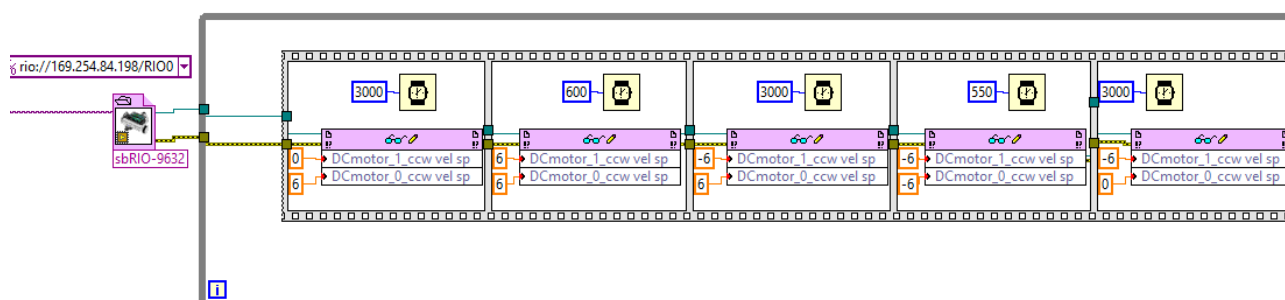 rio://169.254.84.198/RIO0
sbRIO-9632
3000
0 DCmotor_1_ccw vel sp
6 DCmotor_0_ccw vel sp
600
6 DCmotor_1_ccw vel sp
6 DCmotor_0_ccw vel sp
3000
-6 DCmotor_1_ccw vel sp
6 DCmotor_0_ccw vel sp
550
-6 DCmotor_1_ccw vel sp
-6 DCmotor_0_ccw vel sp
3000
-6 DCmotor_1_ccw vel sp
0 DCmotor_0_ccw vel sp
i